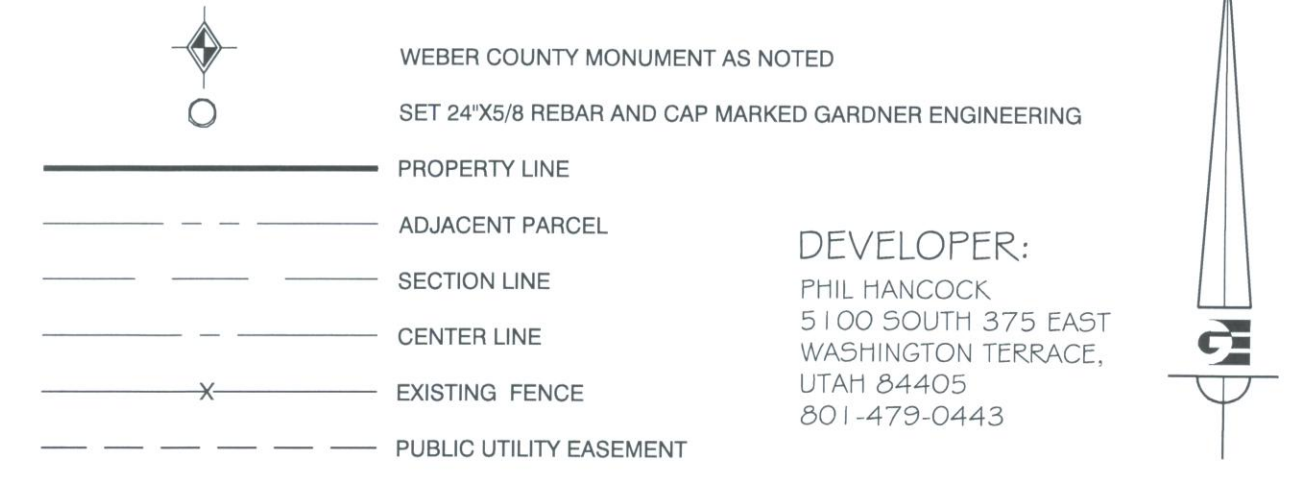 WEBER COUNTY MONUMENT AS NOTED
SET 24"X5/8 REBAR AND CAP MARKED GARDNER ENGINEERING
PROPERTY LINE
ADJACENT PARCEL
SECTION LINE
CENTER LINE
X
EXISTING FENCE
PUBLIC UTILITY EASEMENT
DEVELOPER:
PHIL HANCOCK
5100 SOUTH 375 EAST
WASHINGTON TERRACE,
UTAH 84405
801-479-0443
GE